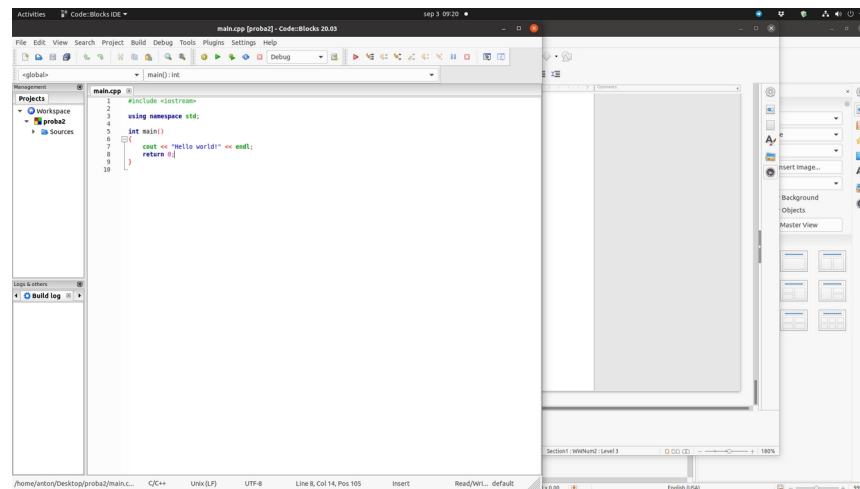 Activities Code::Blocks IDE sep 3 09:20
main.cpp [proba2] - Code::Blocks 20.03
File Edit View Search Project Build Debug Tools Plugins Settings Help
Debug
<global> main() : int
Management
Projects
Workspace
proba2
Sources
main.cpp
1 #include <iostream>
2
3 using namespace std;
4
5 int main()
6 {
7 cout << "Hello world!" << endl;
8 return 0;
9 }
10
Logs & others
Build log
/home/anton/Desktop/proba2/main.c... C/C++ Unix (LF) UTF-8 Line 8, Col 14, Pos 105 Insert Read/Wri... default
Comments
nsert Image...
Background
Objects
Master View
Section1 : WWNum2 : Level 3 180%
English (USA)